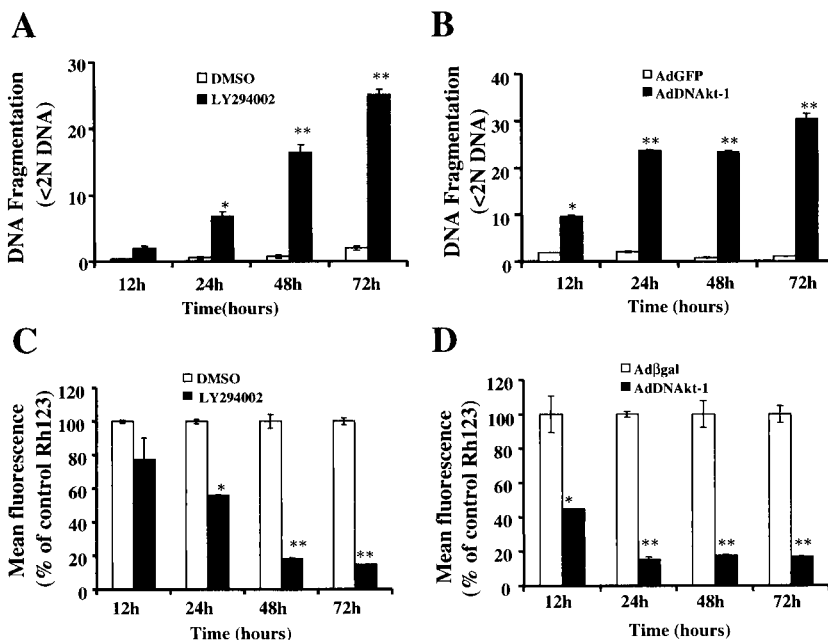 A
DNA Fragmentation
(<2N DNA)
30
20
10
0
DMSO
LY294002
*
**
**
12h 24h 48h 72h
Time(hours)
B
DNA Fragmentation
(<2N DNA)
40
30
20
10
0
AdGFP
AdDNAkt-1
*
**
**
**
12h 24h 48h 72h
Time (hours)
C
Mean fluorescence
(% of control Rh123)
120
100
80
60
40
20
0
DMSO
LY294002
*
**
**
12h 24h 48h 72h
Time (hours)
D
Mean fluorescence
(% of control Rh123)
120
100
80
60
40
20
0
Adβgal
AdDNAkt-1
*
**
**
**
12h 24h 48h 72h
Time (hours)